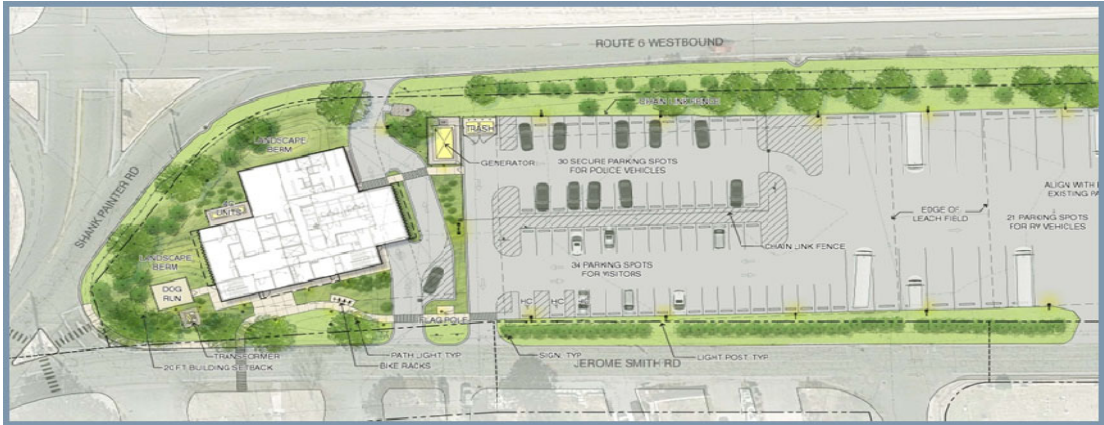 ROUTE 6 WESTBOUND
CHAIN LINK FENCE
TRASH
LANDSCAPE
BERM
GENERATOR
30 SECURE PARKING SPOTS
FOR POLICE VEHICLES
SHANK PAINTER RD
UNITS
ALIGN WITH
EXISTING
EDGE OF
LEACH FIELD
21 PARKING SPOTS
FOR RV VEHICLES
CHAIN LINK FENCE
LANDSCAPE
BERM
34 PARKING SPOTS
FOR VISITORS
DOG
RUN
HC
HC
FLAG POLE
TRANSFORMER
20 FT BUILDING SETBACK
PATH LIGHT TYP.
BIKE RACKS
SIGN, TYP
JEROME SMITH RD
LIGHT POST, TYP.